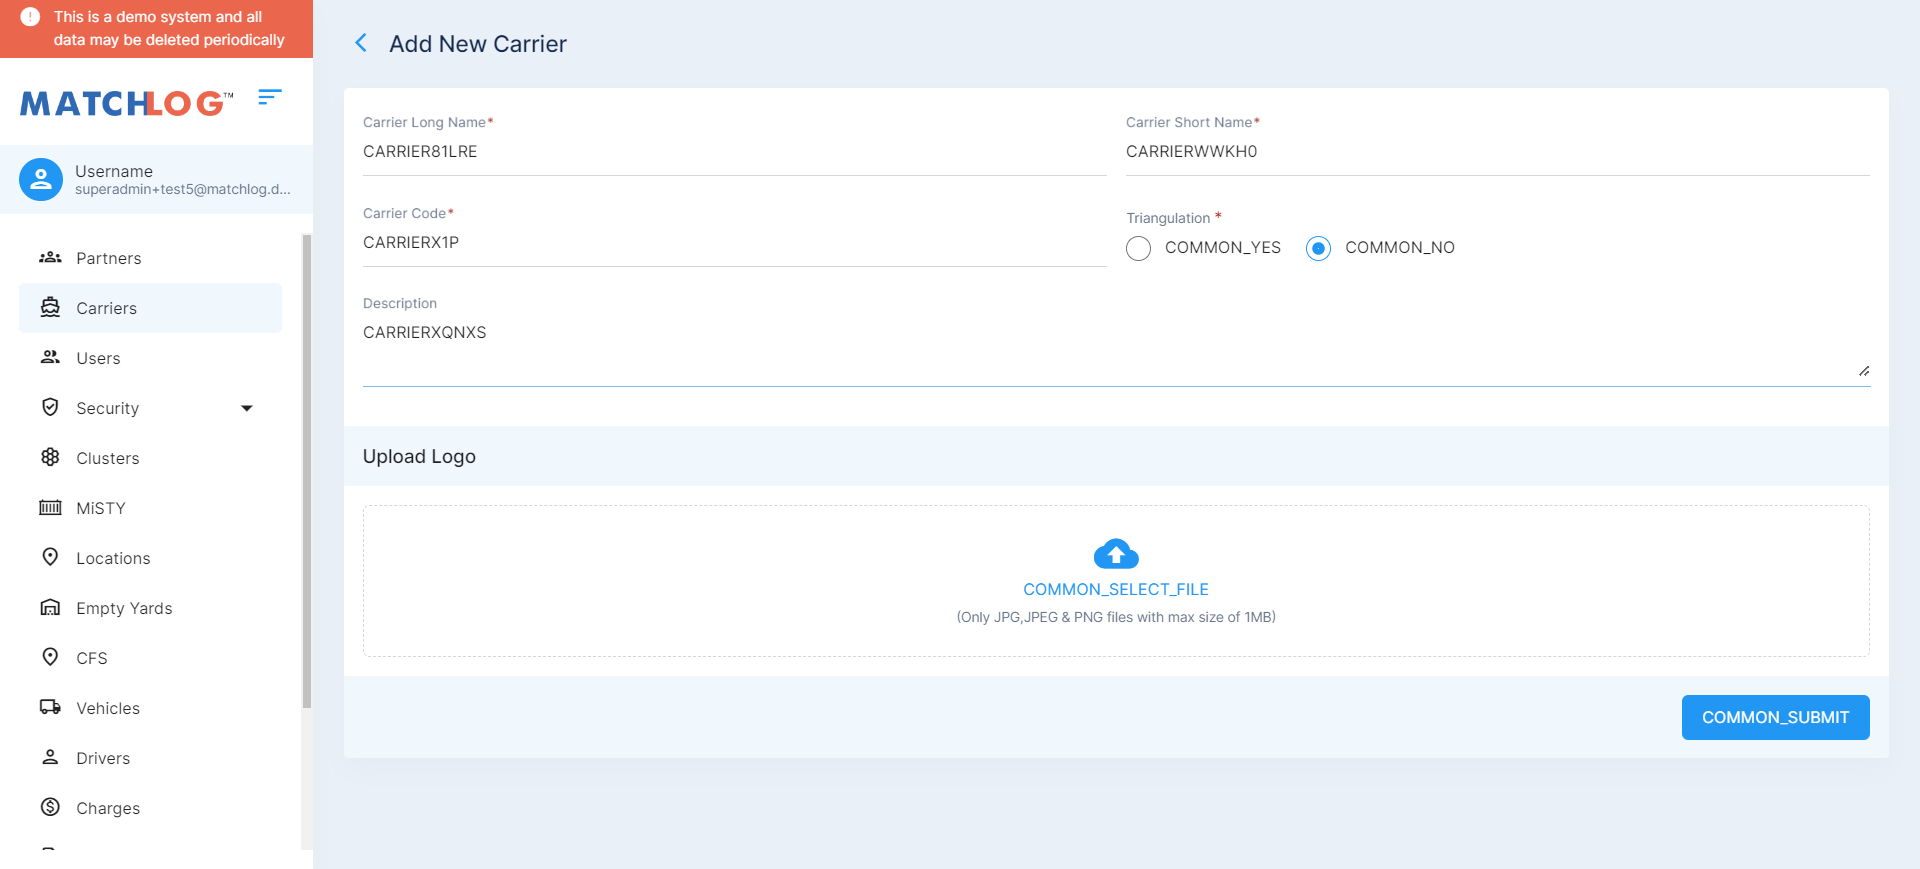 This is a demo system and all
data may be deleted periodically
MATCHLOG™
Username
superadmin+test5@matchlog.d...
Partners
Carriers
Users
Security
Clusters
MiSTY
Locations
Empty Yards
CFS
Vehicles
Drivers
Charges
Add New Carrier
Carrier Long Name*
CARRIER81LRE
Carrier Short Name*
CARRIERWWKH0
Carrier Code*
CARRIERX1P
Triangulation *
COMMON_YES
COMMON_NO
Description
CARRIERXQNXS
Upload Logo
COMMON_SELECT_FILE
(Only JPG,JPEG & PNG files with max size of 1MB)
COMMON_SUBMIT